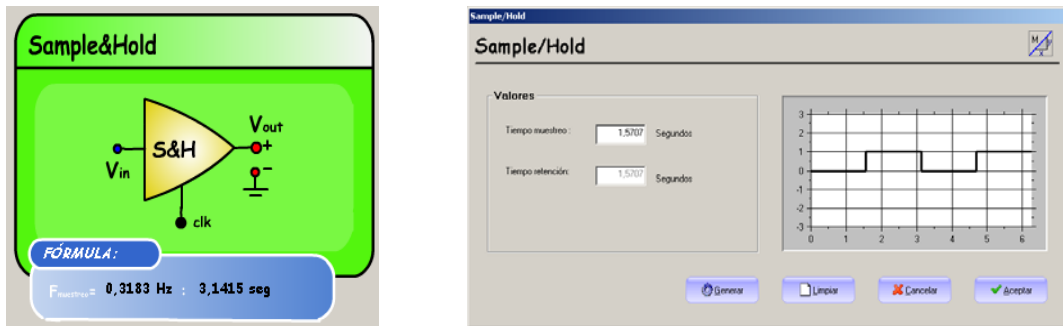 Sample&Hold
S&H
Vin
Vout
+
-
clk
FÓRMULA:
Fmuestreo= 0,3183 Hz : 3,1415 seg
Sample/Hold
Sample/Hold
Valores
Tiempo muestreo: 1,5707 Segundos
Tiempo retención: 1,5707 Segundos
3
2
1
0
-1
-2
-3
0 1 2 3 4 5 6
Generar Limpiar Cancelar Aceptar